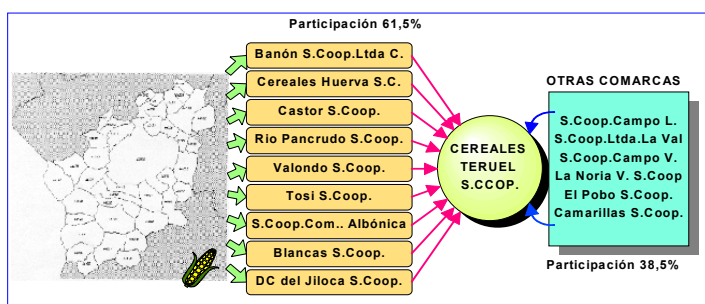 Participación 61,5%
Banón S.Coop.Ltda C.
Cereales Huerva S.C.
Castor S.Coop.
Rio Pancrudo S.Coop.
Valondo S.Coop.
Tosi S.Coop.
S.Coop.Com.. Albónica
Blancas S.Coop.
DC del Jiloca S.Coop.
CEREALES
TERUEL
S.CCOP.
OTRAS COMARCAS
S.Coop.Campo L.
S.Coop.Ltda.La Val
S.Coop.Campo V.
La Noria V. S.Coop
El Pobo S.Coop.
Camarillas S.Coop.
Participación 38,5%